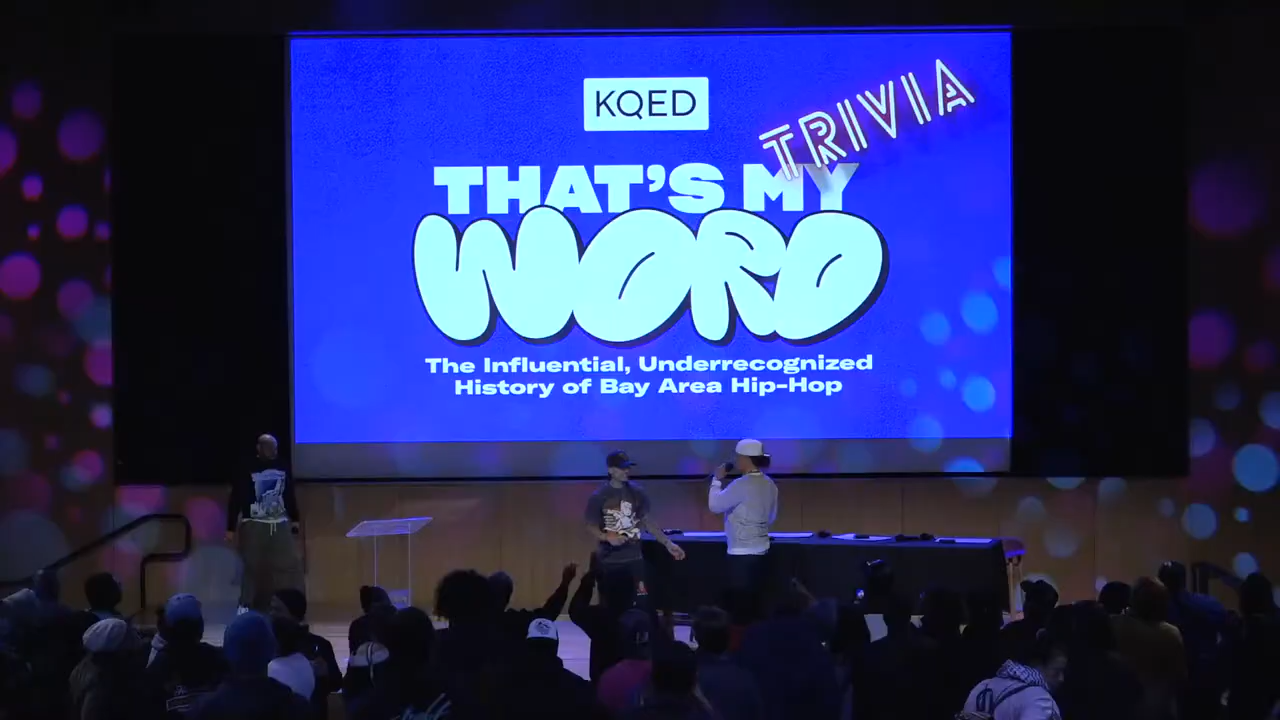 KQED
TRIVIA
THAT'S MY
WORD
The Influential, Underrecognized
History of Bay Area Hip-Hop